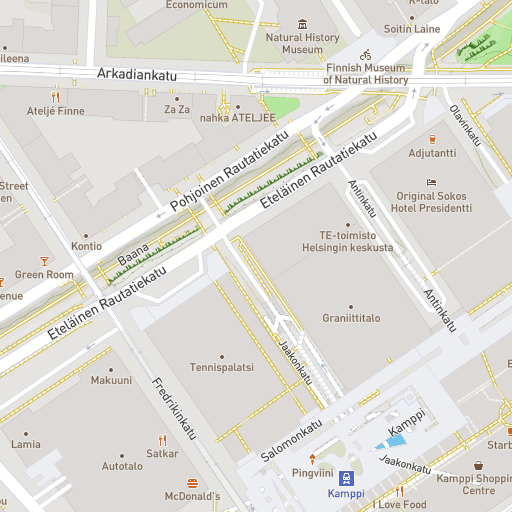 Economicum
R-talo
Soitin Laine
Natural History
Museum
ileena
Finnish Museum
of Natural History
Arkadiankatu
Ateljé Finne
Za Za
nahka ATELJEE
Olavinkatu
Pohjoinen Rautatiekatu
Eteläinen Rautatiekatu
Adjutantti
Street
en
Antinkatu
Original Sokos
Hotel Presidentti
Kontio
Baana
TE-toimisto
Helsingin keskusta
Green Room
enue
Eteläinen Rautatiekatu
Antinkatu
Graniittitalo
Jaakonkatu
Tennispalatsi
Makuuni
Fredrikinkatu
Kamppi
Salomonkatu
Lamia
Satkar
Starb
Autotalo
Pingviini
Jaakonkatu
Kamppi Shopping
Centre
McDonald's
Kamppi
I Love Food